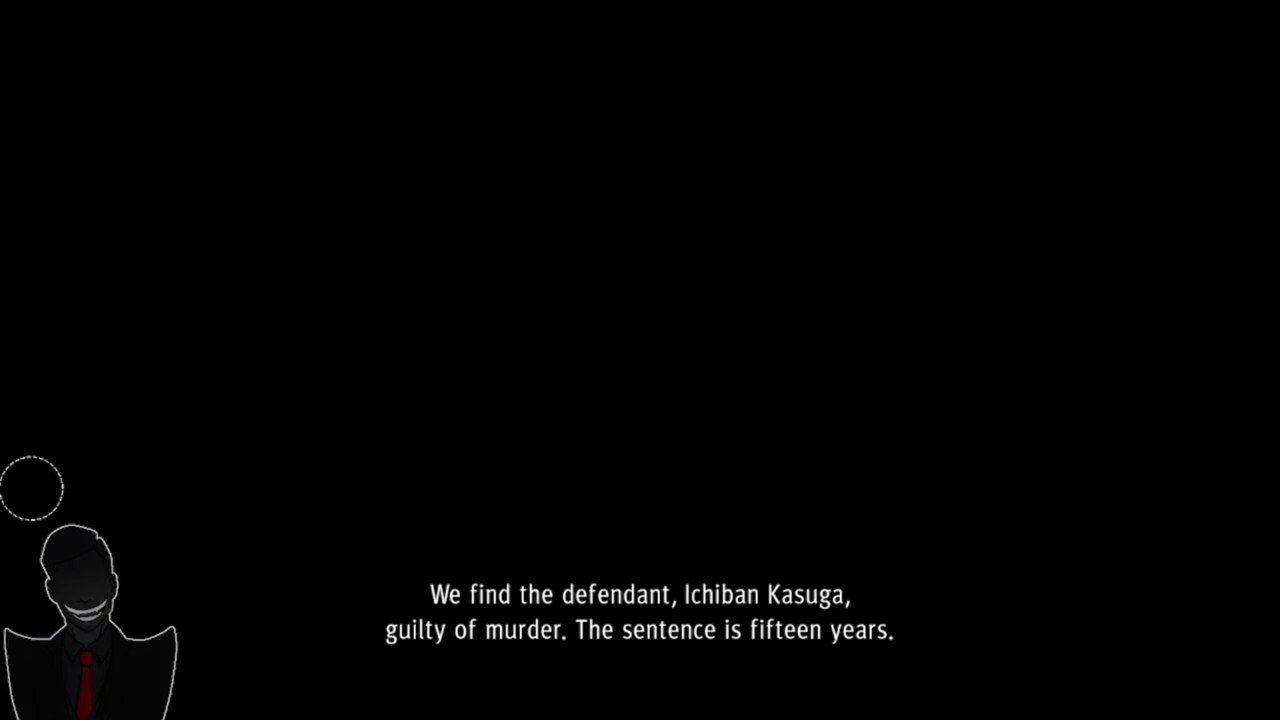 We find the defendant, Ichiban Kasuga,
guilty of murder. The sentence is fifteen years.